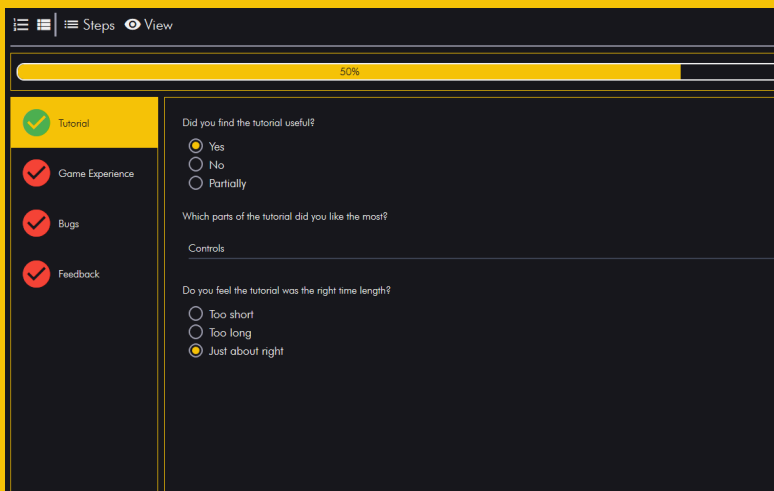 Steps View
50%
Tutorial
Game Experience
Bugs
Feedback
Did you find the tutorial useful?
Yes
No
Partially
Which parts of the tutorial did you like the most?
Controls
Do you feel the tutorial was the right time length?
Too short
Too long
Just about right